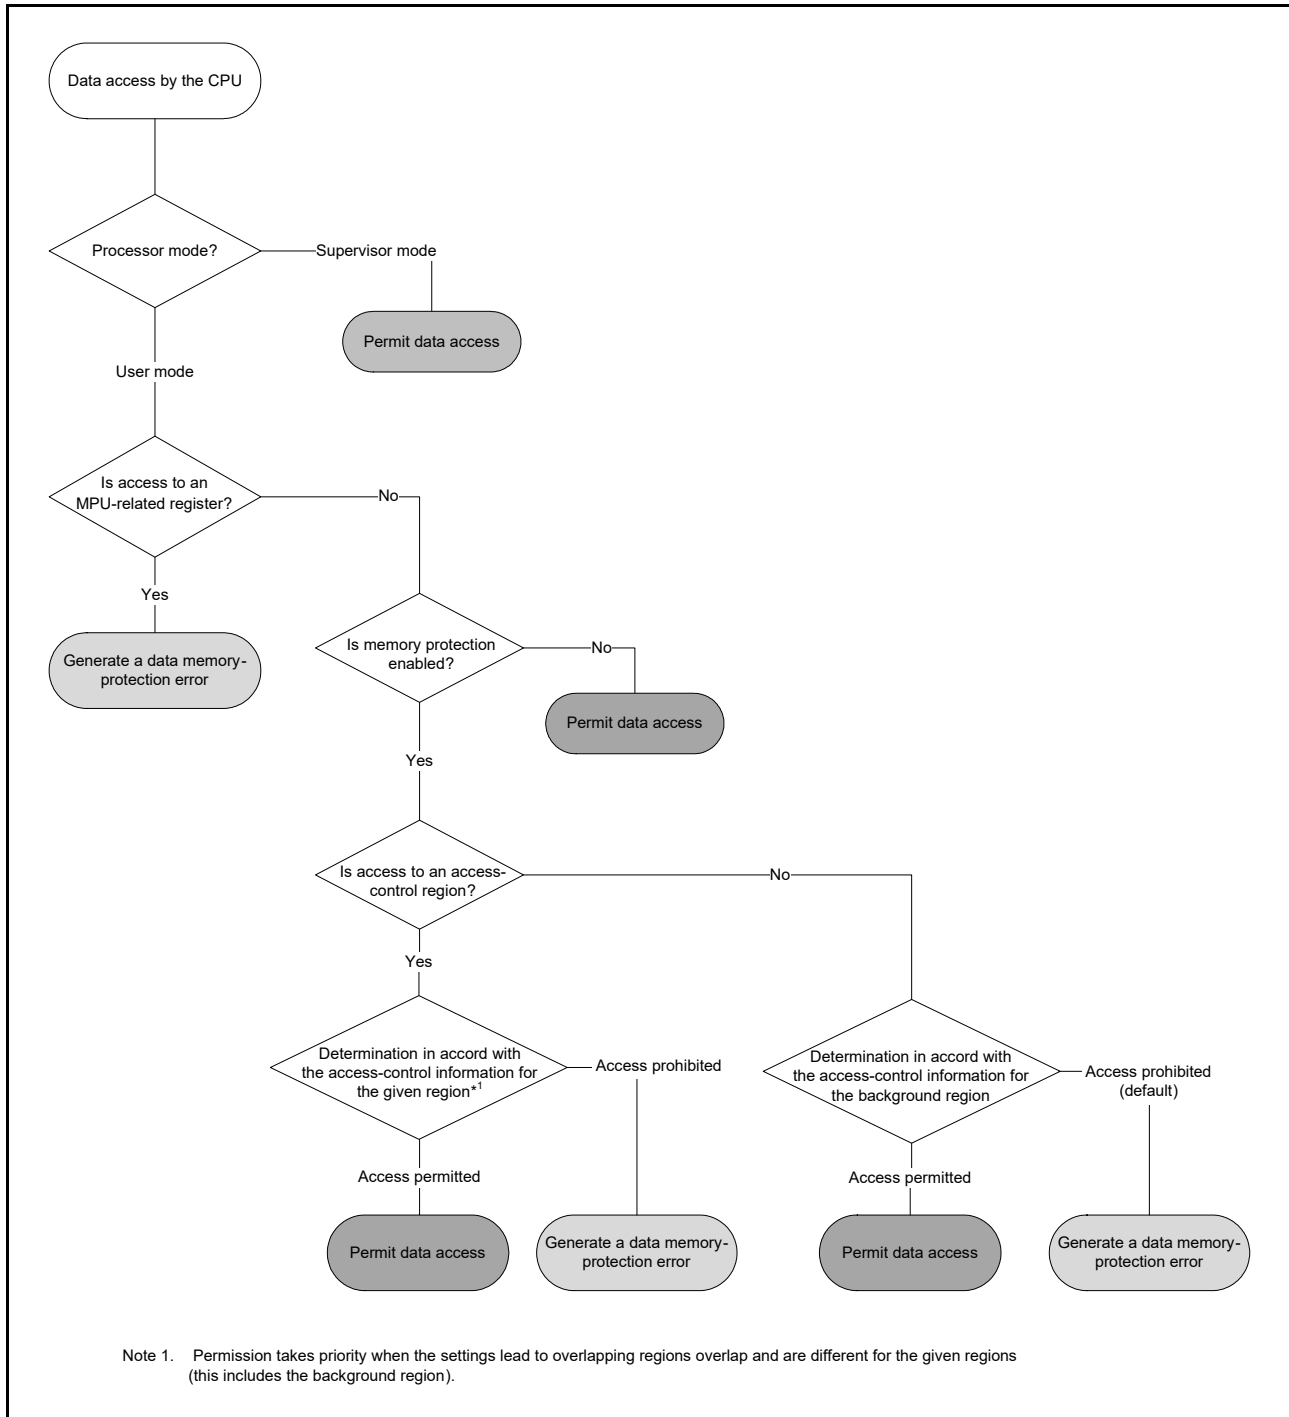 Data access by the CPU
Processor mode?
Supervisor mode
Permit data access
User mode
Is access to an
MPU-related register?
No
Yes
Generate a data memory-
protection error
Is memory protection
enabled?
No
Permit data access
Yes
Is access to an access-
control region?
No
Yes
Determination in accord with
the access-control information for
the given region*1
Access prohibited
Determination in accord with
the access-control information for
the background region
Access prohibited
(default)
Access permitted
Access permitted
Permit data access
Generate a data memory-
protection error
Permit data access
Generate a data memory-
protection error
Note 1. Permission takes priority when the settings lead to overlapping regions overlap and are different for the given regions
(this includes the background region).